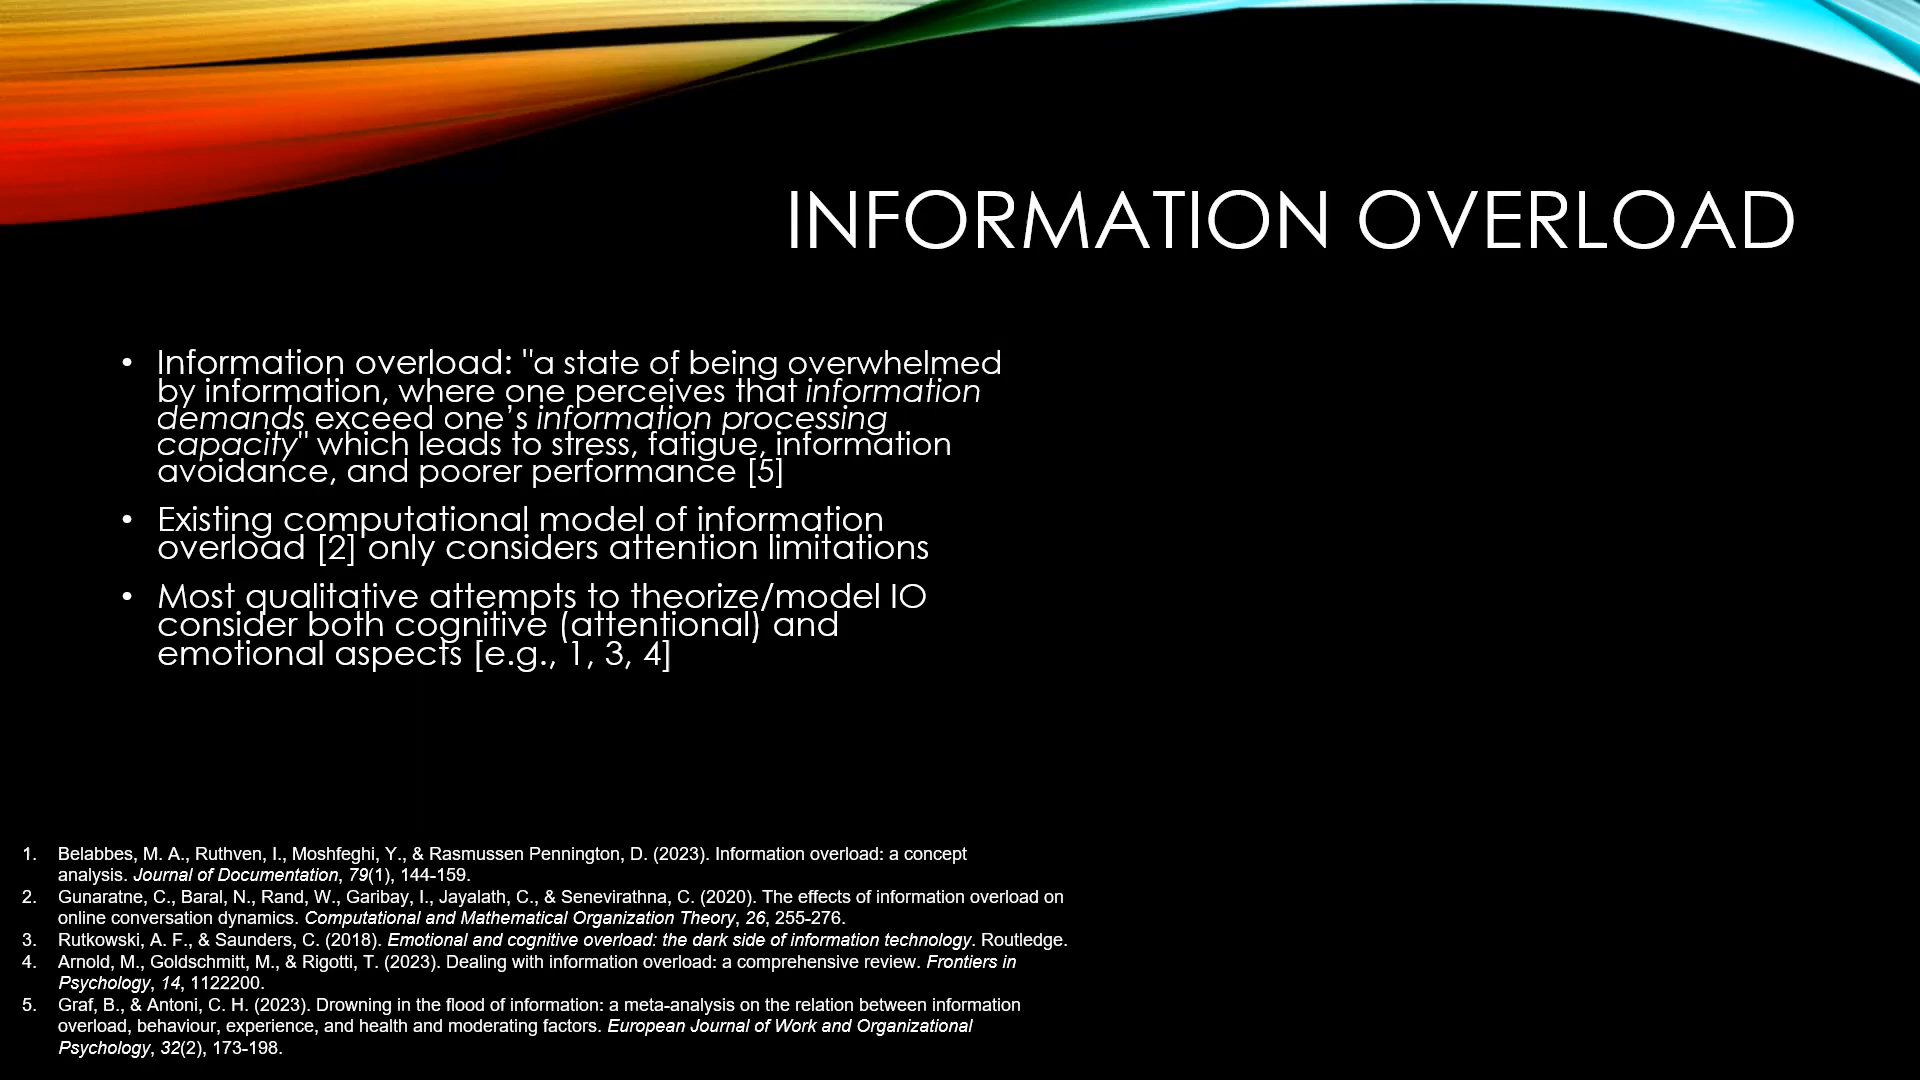 INFORMATION OVERLOAD
• Information overload: "a state of being overwhelmed
by information, where one perceives that information
demands exceed one’s information processing
capacity" which leads to stress, fatigue, information
avoidance, and poorer performance [5]
• Existing computational model of information
overload [2] only considers attention limitations
• Most qualitative attempts to theorize/model IO
consider both cognitive (attentional) and
emotional aspects [e.g., 1, 3, 4]
1. Belabbes, M. A., Ruthven, I., Moshfeghi, Y., & Rasmussen Pennington, D. (2023). Information overload: a concept
analysis. Journal of Documentation, 79(1), 144-159.
2. Gunaratne, C., Baral, N., Rand, W., Garibay, I., Jayalath, C., & Senevirathna, C. (2020). The effects of information overload on
online conversation dynamics. Computational and Mathematical Organization Theory, 26, 255-276.
3. Rutkowski, A. F., & Saunders, C. (2018). Emotional and cognitive overload: the dark side of information technology. Routledge.
4. Arnold, M., Goldschmitt, M., & Rigotti, T. (2023). Dealing with information overload: a comprehensive review. Frontiers in
Psychology, 14, 1122200.
5. Graf, B., & Antoni, C. H. (2023). Drowning in the flood of information: a meta-analysis on the relation between information
overload, behaviour, experience, and health and moderating factors. European Journal of Work and Organizational
Psychology, 32(2), 173-198.